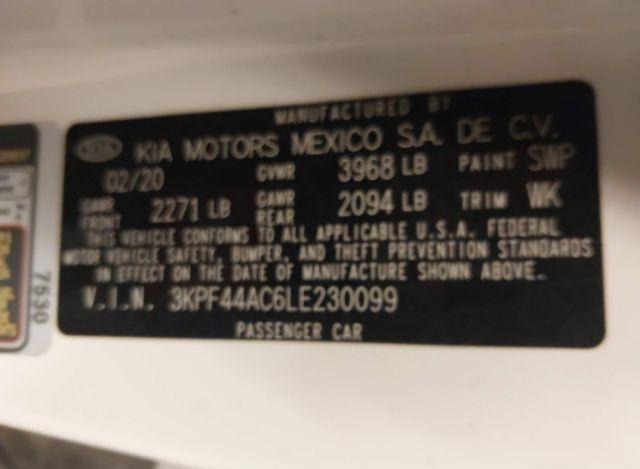 MANUFACTURED BY
KIA KIA MOTORS MEXICO S.A. DE C.V.
02/20 GVWR 3968 LB PAINT SWP
GAWR FRONT 2271 LB GAWR REAR 2094 LB TRIM WK
THIS VEHICLE CONFORMS TO ALL APPLICABLE U.S.A. FEDERAL
MOTOR VEHICLE SAFETY, BUMPER, AND THEFT PREVENTION STANDARDS
IN EFFECT ON THE DATE OF MANUFACTURE SHOWN ABOVE.
V.I.N. 3KPF44AC6LE230099
PASSENGER CAR
7530